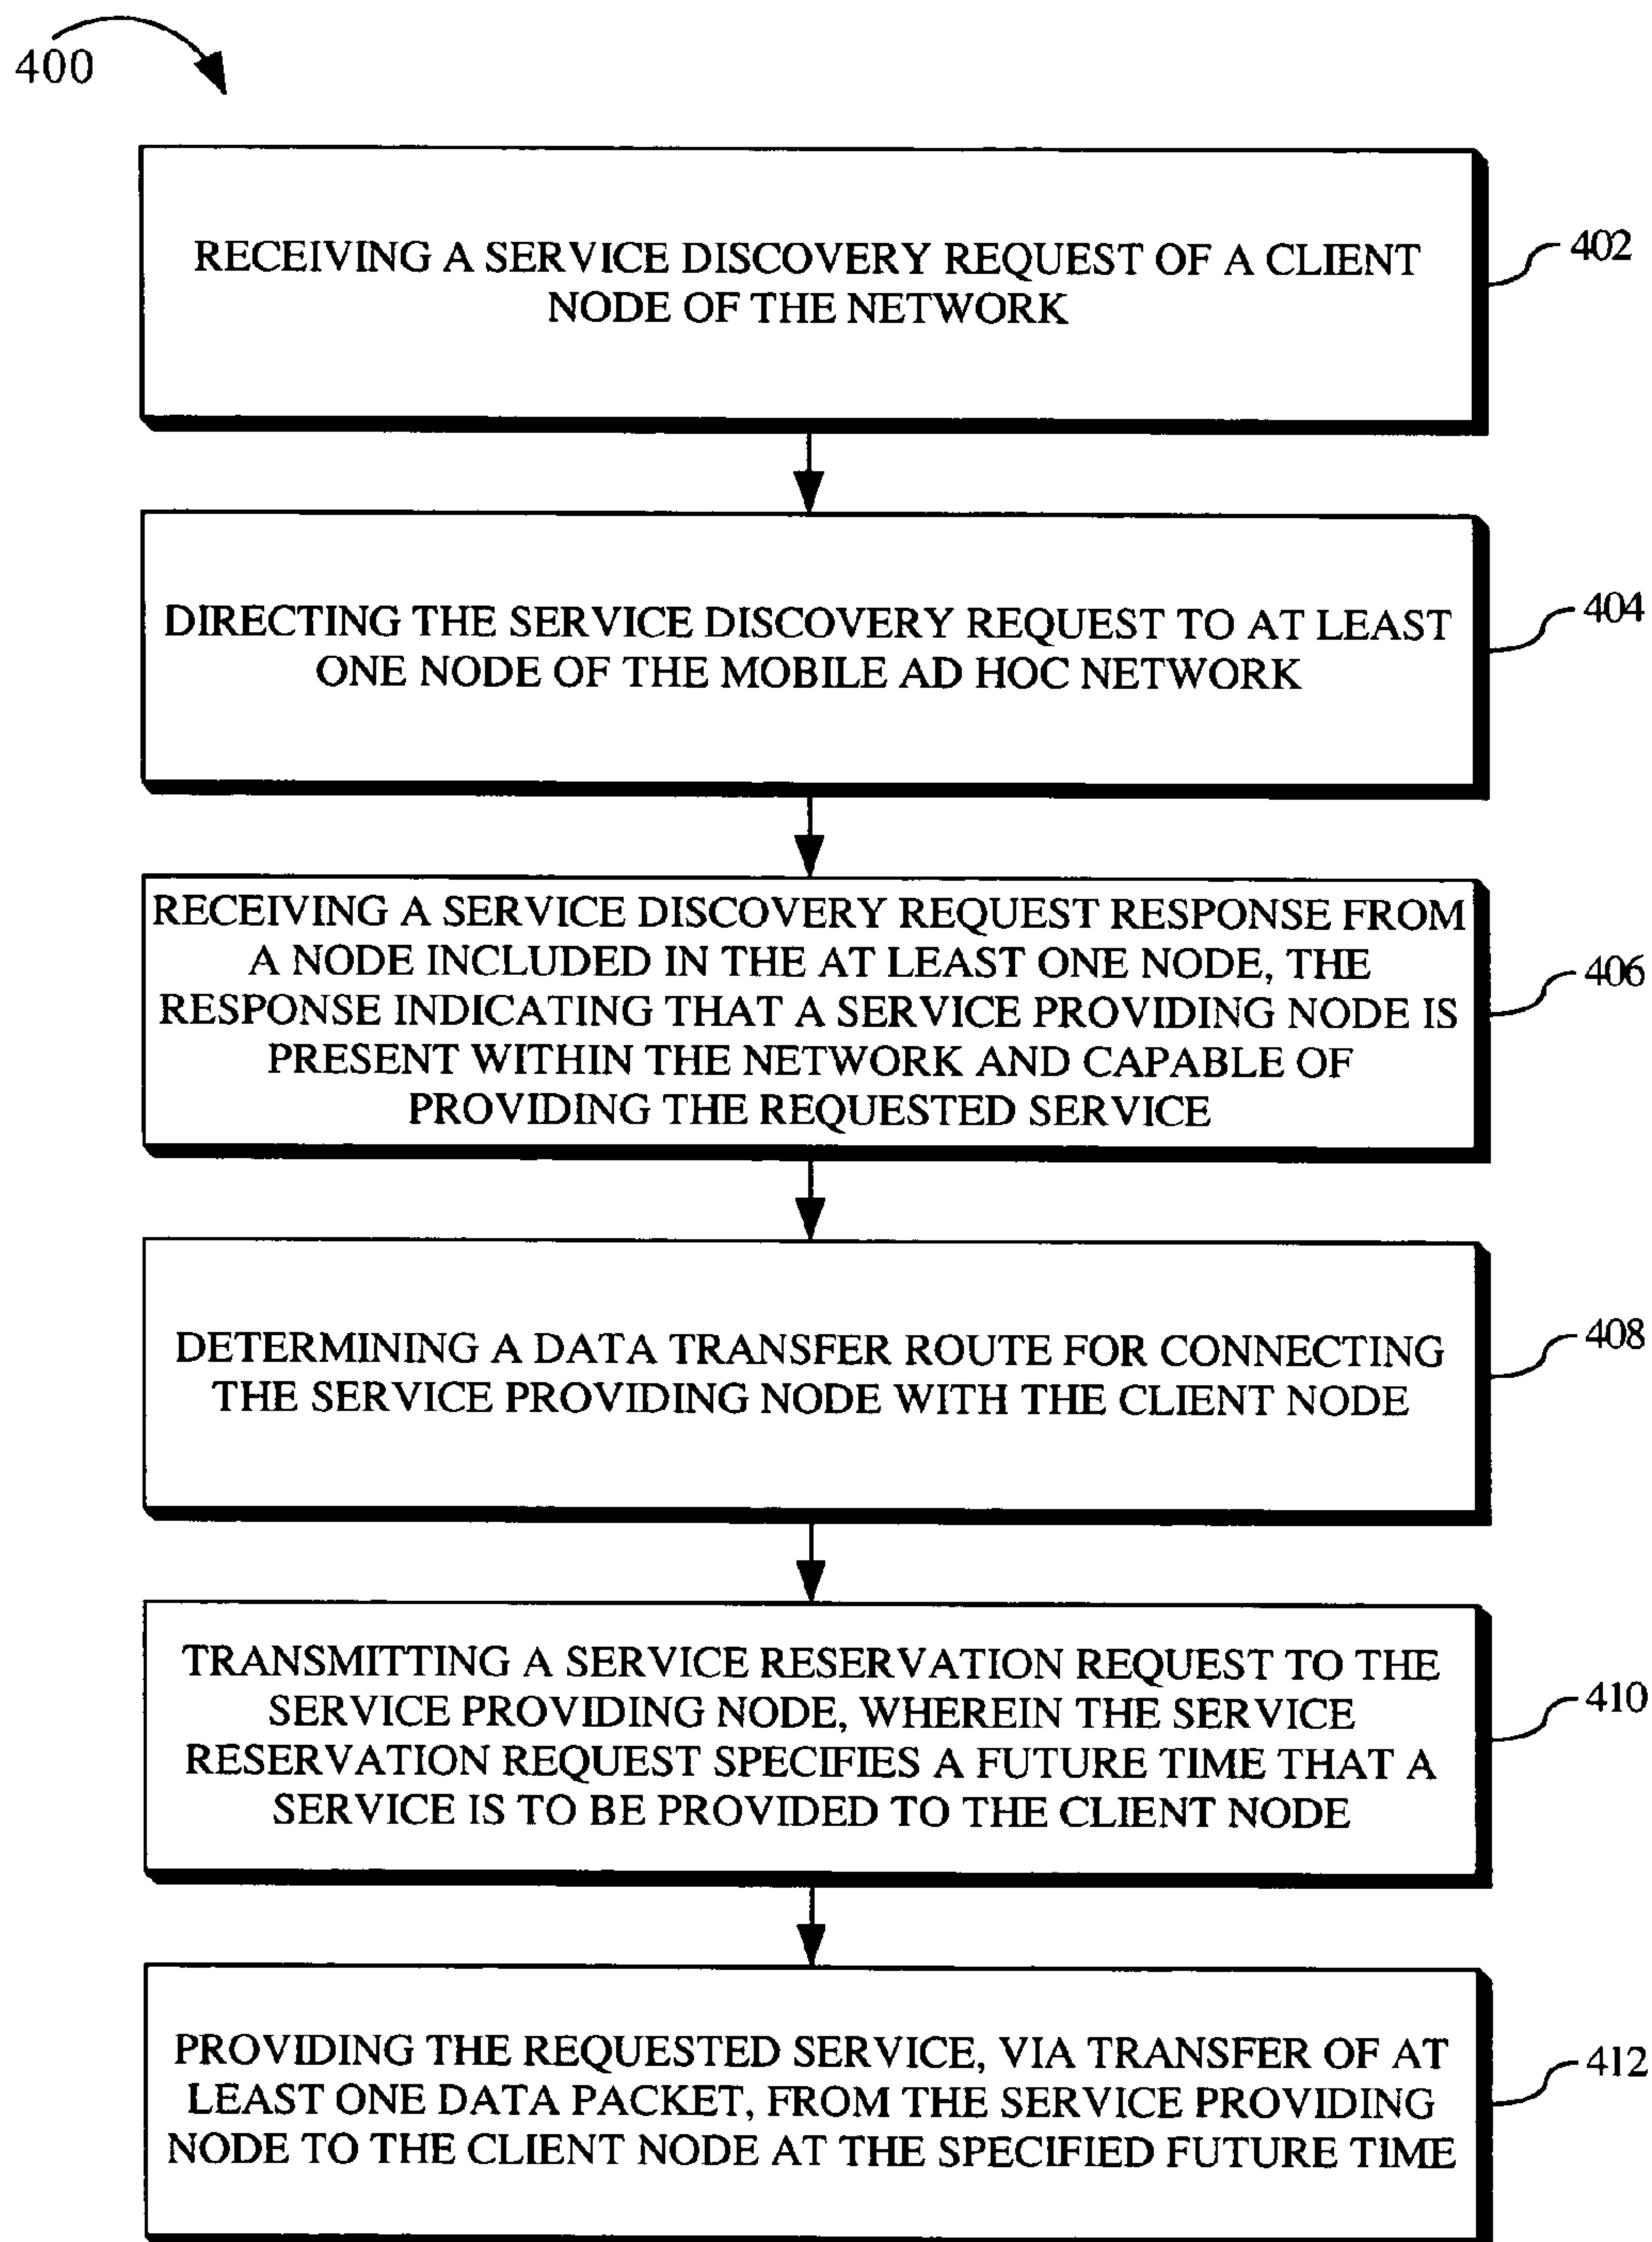 400
RECEIVING A SERVICE DISCOVERY REQUEST OF A CLIENT
NODE OF THE NETWORK
402
DIRECTING THE SERVICE DISCOVERY REQUEST TO AT LEAST
ONE NODE OF THE MOBILE AD HOC NETWORK
404
RECEIVING A SERVICE DISCOVERY REQUEST RESPONSE FROM
A NODE INCLUDED IN THE AT LEAST ONE NODE, THE
RESPONSE INDICATING THAT A SERVICE PROVIDING NODE IS
PRESENT WITHIN THE NETWORK AND CAPABLE OF
PROVIDING THE REQUESTED SERVICE
406
DETERMINING A DATA TRANSFER ROUTE FOR CONNECTING
THE SERVICE PROVIDING NODE WITH THE CLIENT NODE
408
TRANSMITTING A SERVICE RESERVATION REQUEST TO THE
SERVICE PROVIDING NODE, WHEREIN THE SERVICE
RESERVATION REQUEST SPECIFIES A FUTURE TIME THAT A
SERVICE IS TO BE PROVIDED TO THE CLIENT NODE
410
PROVIDING THE REQUESTED SERVICE, VIA TRANSFER OF AT
LEAST ONE DATA PACKET, FROM THE SERVICE PROVIDING
NODE TO THE CLIENT NODE AT THE SPECIFIED FUTURE TIME
412